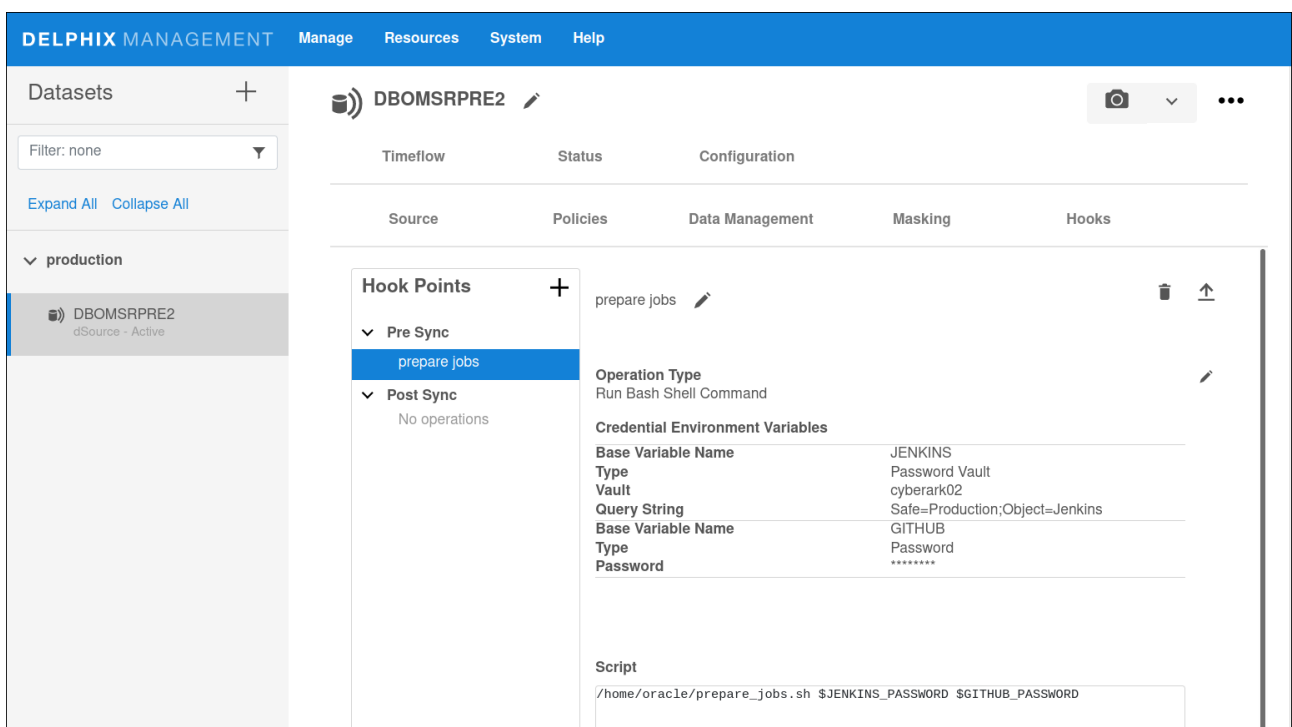 DELPHIX MANAGEMENT Manage Resources System Help
Datasets
Filter: none
Expand All Collapse All
production
DBOMSRPRE2
dSource - Active
DBOMSRPRE2
Timeflow Status Configuration
Source Policies Data Management Masking Hooks
Hook Points
Pre Sync
prepare jobs
Post Sync
No operations
prepare jobs
Operation Type
Run Bash Shell Command
Credential Environment Variables
Base Variable Name JENKINS
Type Password Vault
Vault cyberark02
Query String Safe=Production;Object=Jenkins
Base Variable Name GITHUB
Type Password
Password ********
Script
/home/oracle/prepare_jobs.sh $JENKINS_PASSWORD $GITHUB_PASSWORD